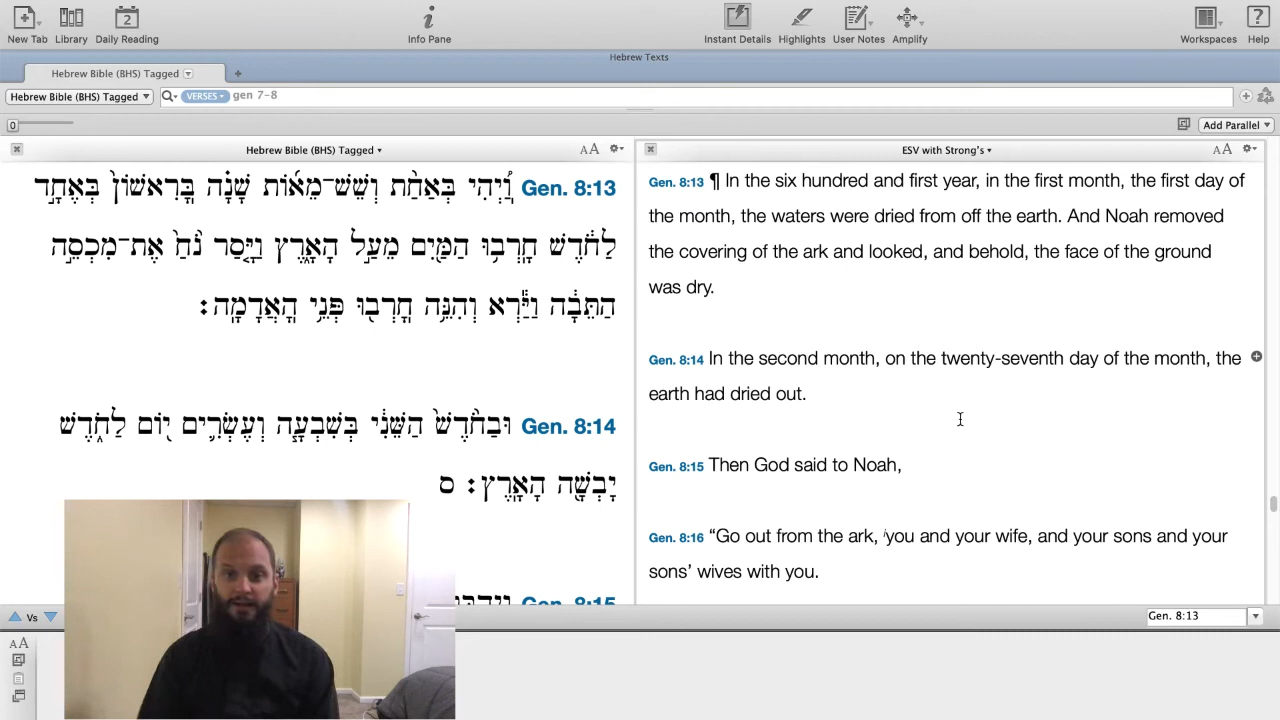 New Tab Library Daily Reading Info Pane Instant Details Highlights User Notes Amplify Workspaces Help
2
Hebrew Texts
Hebrew Bible (BHS) Tagged
Hebrew Bible (BHS) Tagged VERSES gen 7-8
0 Add Parallel
Hebrew Bible (BHS) Tagged AA
Gen. 8:13 וַ֠יְהִי בְּאַחַ֨ת וְשֵׁשׁ־מֵא֜וֹת שָׁנָ֗ה בָּֽרִאשׁוֹן֙ בְּאֶחָ֣ד
לַחֹ֔דֶשׁ חָֽרְב֥וּ הַמַּ֖יִם מֵעַ֣ל הָאָ֑רֶץ וַיָּ֤סַר נֹ֙חַ֙ אֶת־מִכְסֵ֣ה
הַתֵּבָ֔ה וַיַּ֕רְא וְהִנֵּ֥ה חָֽרְב֖וּ פְּנֵ֥י הָֽאֲדָמָֽה׃
Gen. 8:14 וּבַחֹ֙דֶשׁ֙ הַשֵּׁנִ֔י בְּשִׁבְעָ֧ה וְעֶשְׂרִ֛ים י֖וֹם לַחֹ֑דֶשׁ
יָבְשָׁ֖ה הָאָֽרֶץ׃ ס
Gen. 8:15
ESV with Strong's AA
Gen. 8:13 ¶ In the six hundred and first year, in the first month, the first day of
the month, the waters were dried from off the earth. And Noah removed
the covering of the ark and looked, and behold, the face of the ground
was dry.
Gen. 8:14 In the second month, on the twenty-seventh day of the month, the
earth had dried out.
Gen. 8:15 Then God said to Noah,
Gen. 8:16 “Go out from the ark, you and your wife, and your sons and your
sons’ wives with you.
Vs Gen. 8:13
AA